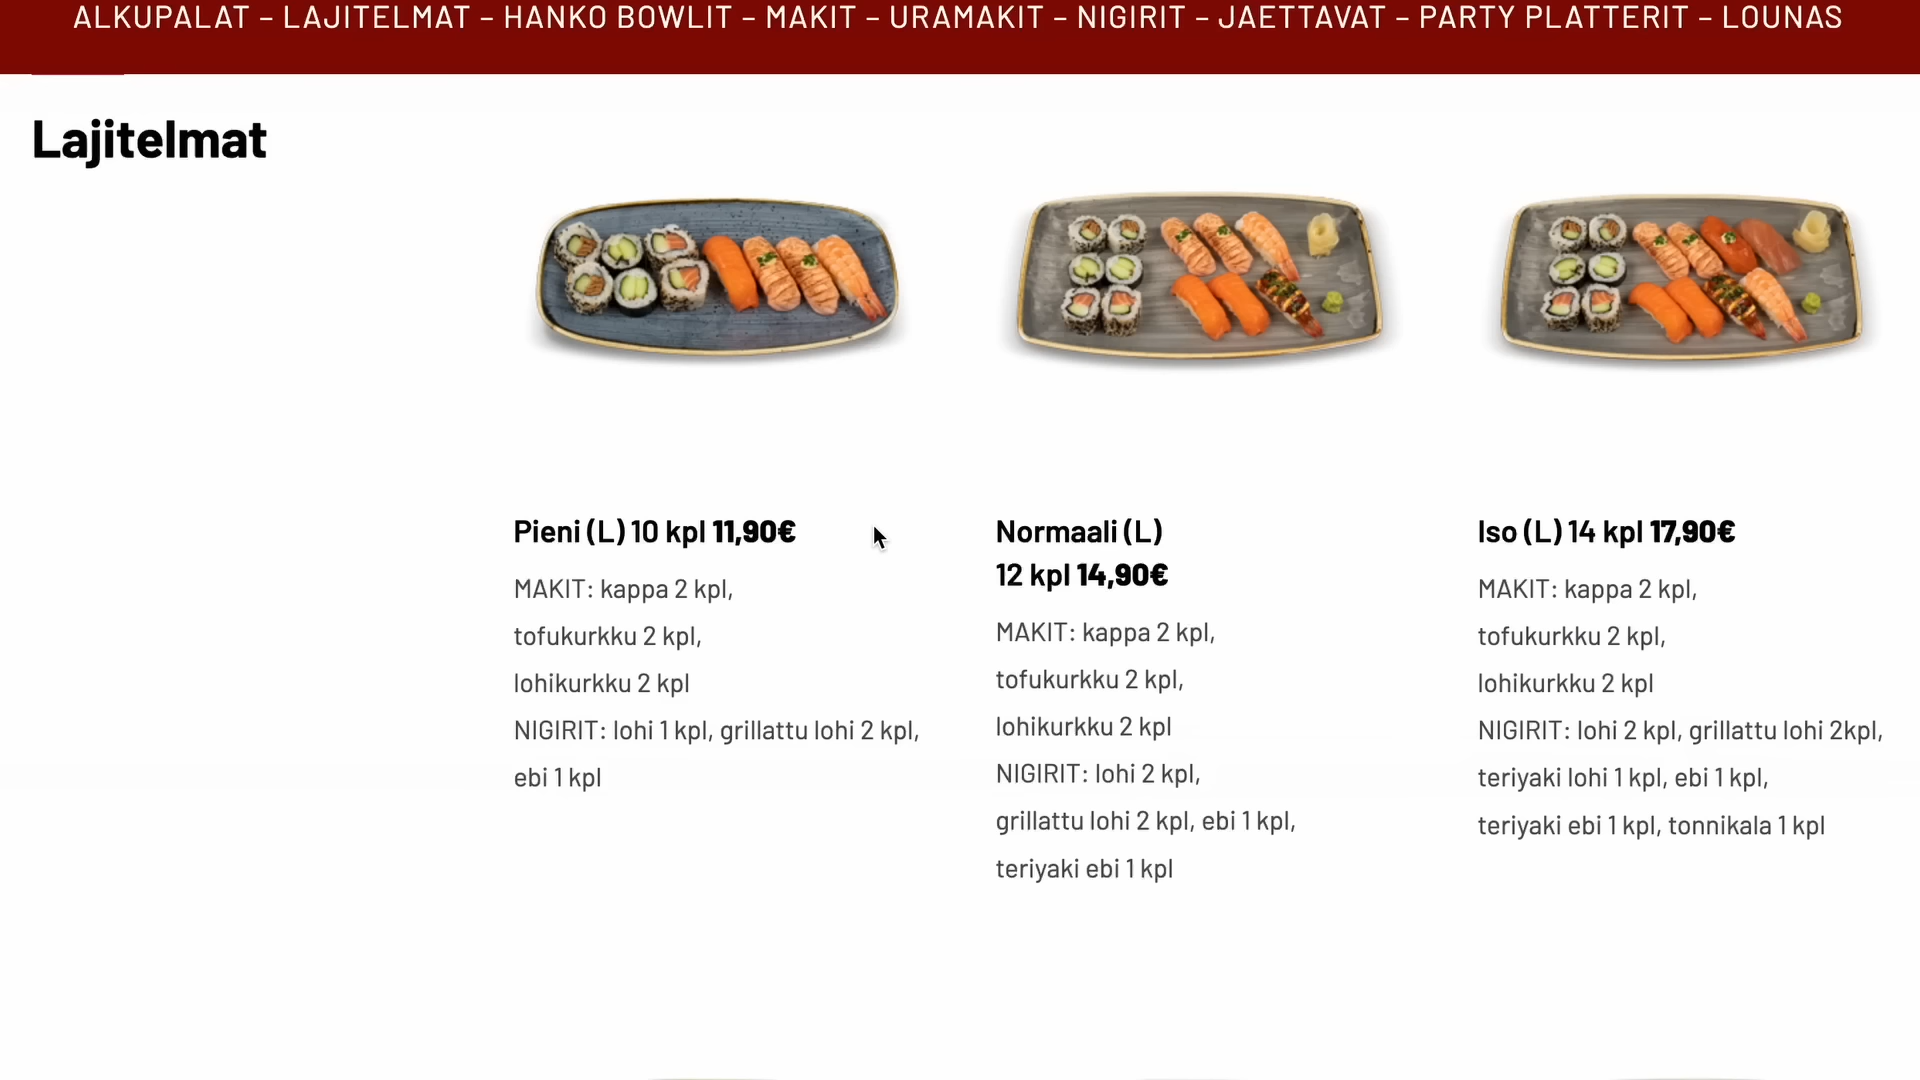 ALKUPALAT – LAJITELMAT – HANKO BOWLIT – MAKIT – URAMAKIT – NIGIRIT – JAETTAVAT – PARTY PLATTERIT – LOUNAS
Lajitelmat
Pieni (L) 10 kpl 11,90€
MAKIT: kappa 2 kpl,
tofukurkku 2 kpl,
lohikurkku 2 kpl
NIGIRIT: lohi 1 kpl, grillattu lohi 2 kpl,
ebi 1 kpl
Normaali (L)
12 kpl 14,90€
MAKIT: kappa 2 kpl,
tofukurkku 2 kpl,
lohikurkku 2 kpl
NIGIRIT: lohi 2 kpl,
grillattu lohi 2 kpl, ebi 1 kpl,
teriyaki ebi 1 kpl
Iso (L) 14 kpl 17,90€
MAKIT: kappa 2 kpl,
tofukurkku 2 kpl,
lohikurkku 2 kpl
NIGIRIT: lohi 2 kpl, grillattu lohi 2kpl,
teriyaki lohi 1 kpl, ebi 1 kpl,
teriyaki ebi 1 kpl, tonnikala 1 kpl